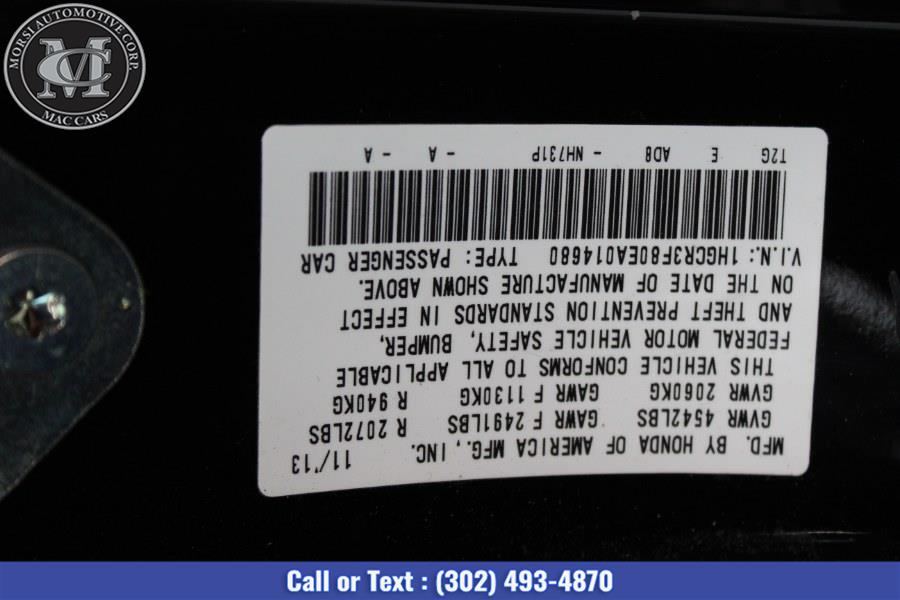 MORSI AUTOMOTIVE CORP.
MC
MAC CARS
MFD. BY HONDA OF AMERICA MFG., INC. 11/'13
GVWR 4542LBS GAWR F 2491LBS R 2072LBS
GVWR 2060KG GAWR F 1130KG R 940KG
THIS VEHICLE CONFORMS TO ALL APPLICABLE
FEDERAL MOTOR VEHICLE SAFETY, BUMPER,
AND THEFT PREVENTION STANDARDS IN EFFECT
ON THE DATE OF MANUFACTURE SHOWN ABOVE.
V.I.N.: 1HGCR3F80EA014680 TYPE: PASSENGER CAR
T2G E AD8 - NH731P - A - A
Call or Text : (302) 493-4870